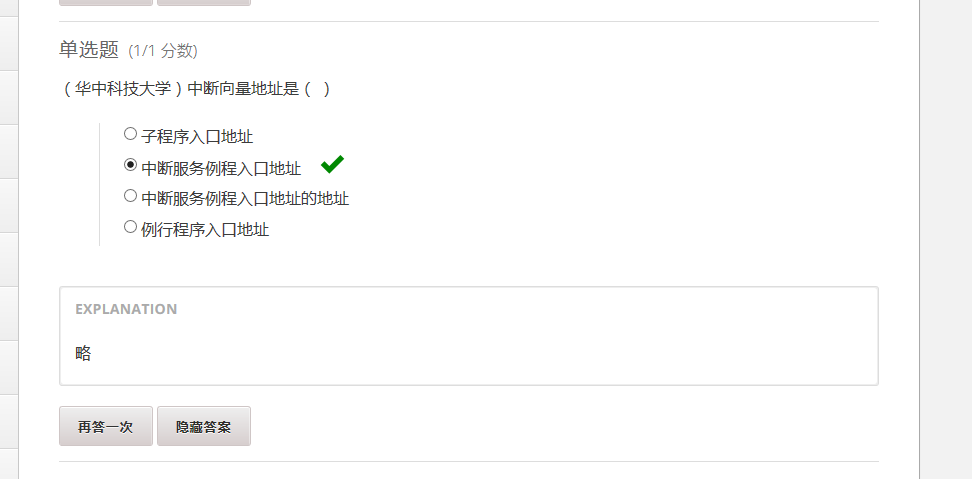 单选题 (1/1 分数)
（华中科技大学）中断向量地址是（ ）
子程序入口地址
中断服务例程入口地址
中断服务例程入口地址的地址
例行程序入口地址
EXPLANATION
略
再答一次 隐藏答案